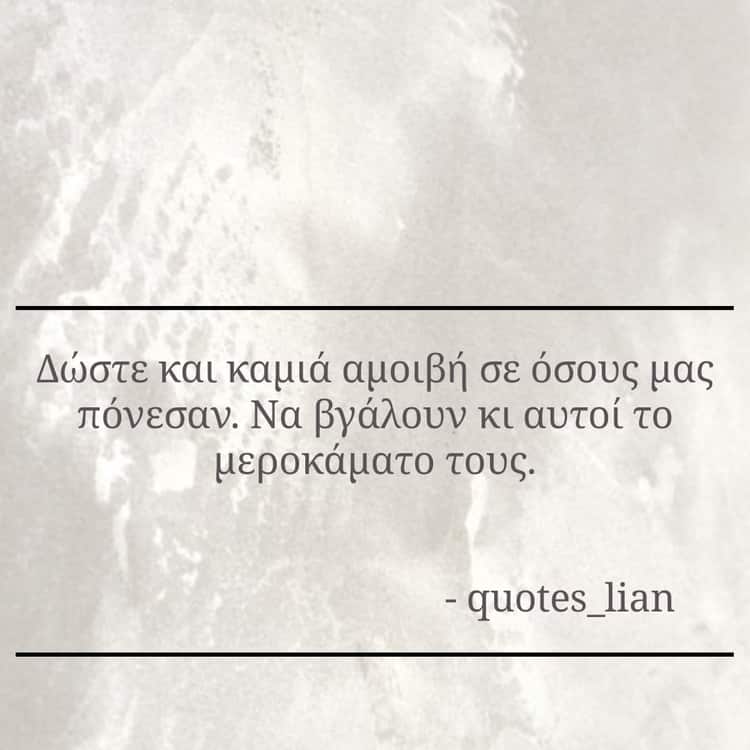 Δώστε και καμιά αμοιβή σε όσους μας
πόνεσαν. Να βγάλουν κι αυτοί το
μεροκάματο τους.
- quotes_lian